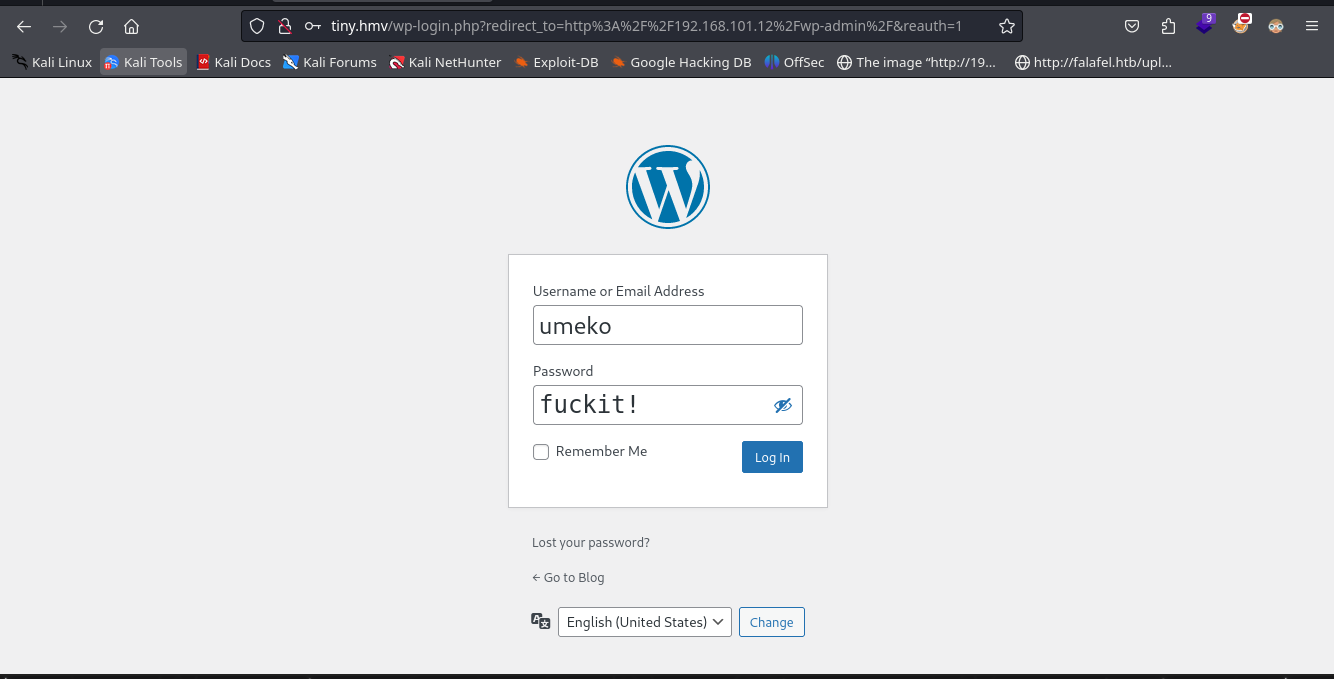 tiny.hmv/wp-login.php?redirect_to=http%3A%2F%2F192.168.101.12%2Fwp-admin%2F&reauth=1
9
Kali Linux Kali Tools Kali Docs Kali Forums Kali NetHunter Exploit-DB Google Hacking DB OffSec The image “http://19... http://falafel.htb/upl...
Username or Email Address
umeko
Password
fuckit!
Remember Me
Log In
Lost your password?
← Go to Blog
English (United States)
Change